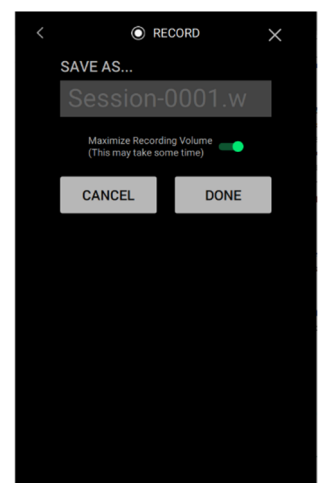 RECORD
SAVE AS...
Session-0001.w
Maximize Recording Volume
(This may take some time)
CANCEL
DONE